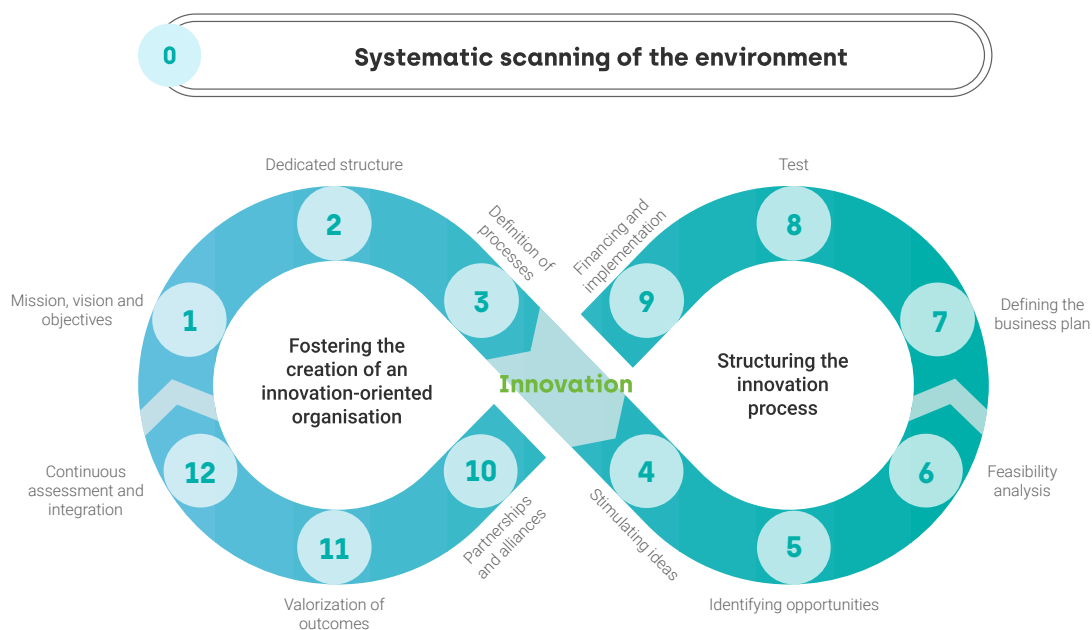 0
Systematic scanning of the environment
Dedicated structure
2
Definition of
processes
3
Mission, vision and
objectives
1
Fostering the
creation of an
innovation-oriented
organisation
Continuous
assessment and
integration
12
11
Valorization of
outcomes
10
Partnerships
and alliances
Innovation
Financing and
implementation
9
Test
8
7
Defining the
business plan
Structuring the
innovation
process
4
Stimulating ideas
5
Identifying opportunities
6
Feasibility
analysis